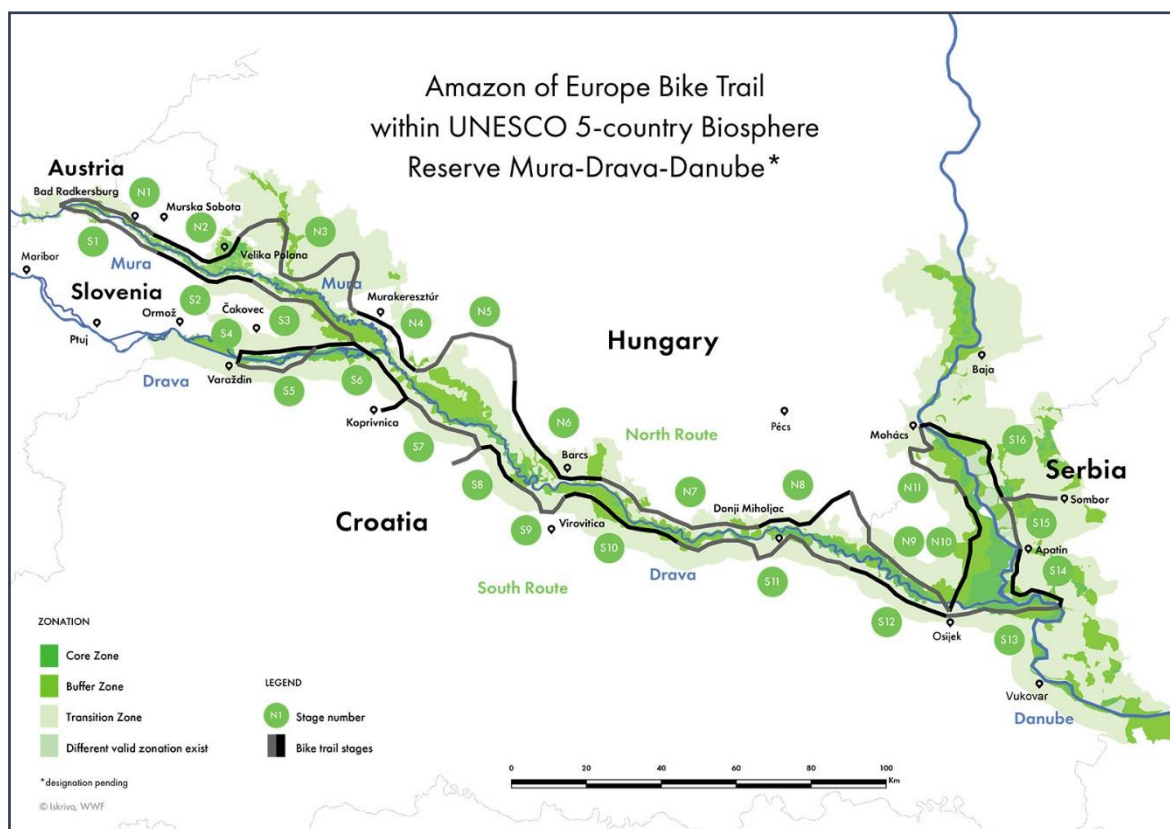 Amazon of Europe Bike Trail
within UNESCO 5-country Biosphere
Reserve Mura-Drava-Danube*
Austria
Bad Radkersburg
N1
Murska Sobota
N2
N3
S1
Velika Polana
Maribor
Mura
Mura
Slovenia
S2
Murakeresztúr
Ormož
Čakovec
S3
N4
N5
Ptuj
S4
Hungary
Drava
Varaždin
S5
S6
Baja
Koprivnica
S7
N6
North Route
Pécs
Mohács
S16
Barcs
Serbia
S8
N7
Donji Miholjac
N8
N11
Sombor
Croatia
S9
Virovitica
S10
N9
N10
S15
Apatin
Drava
S11
S14
South Route
S12
Osijek
S13
Vukovar
Danube
ZONATION
Core Zone
Buffer Zone
Transition Zone
Different valid zonation exist
LEGEND
N1
Stage number
Bike trail stages
*designation pending
© Iskriva, WWF
0
20
40
60
80
100
Km